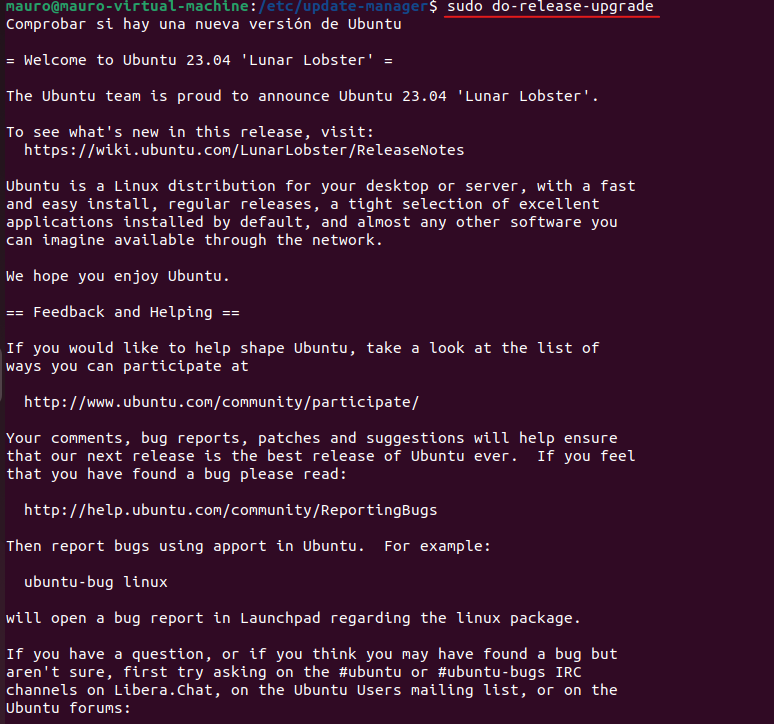 mauro@mauro-virtual-machine:/etc/update-manager$ sudo do-release-upgrade
Comprobar si hay una nueva versión de Ubuntu
= Welcome to Ubuntu 23.04 'Lunar Lobster' =
The Ubuntu team is proud to announce Ubuntu 23.04 'Lunar Lobster'.
To see what's new in this release, visit:
https://wiki.ubuntu.com/LunarLobster/ReleaseNotes
Ubuntu is a Linux distribution for your desktop or server, with a fast
and easy install, regular releases, a tight selection of excellent
applications installed by default, and almost any other software you
can imagine available through the network.
We hope you enjoy Ubuntu.
== Feedback and Helping ==
If you would like to help shape Ubuntu, take a look at the list of
ways you can participate at
http://www.ubuntu.com/community/participate/
Your comments, bug reports, patches and suggestions will help ensure
that our next release is the best release of Ubuntu ever.  If you feel
that you have found a bug please read:
http://help.ubuntu.com/community/ReportingBugs
Then report bugs using apport in Ubuntu.  For example:
ubuntu-bug linux
will open a bug report in Launchpad regarding the linux package.
If you have a question, or if you think you may have found a bug but
aren't sure, first try asking on the #ubuntu or #ubuntu-bugs IRC
channels on Libera.Chat, on the Ubuntu Users mailing list, or on the
Ubuntu forums: